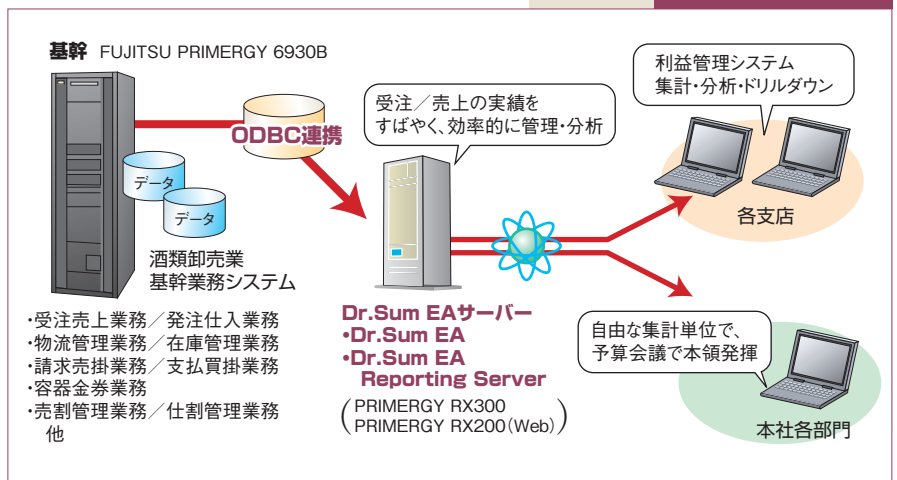 基幹 FUJITSU PRIMERGY 6930B
ODBC連携
データ
データ
酒類卸売業
基幹業務システム
・受注売上業務／発注仕入業務
・物流管理業務／在庫管理業務
・請求売掛業務／支払買掛業務
・容器金券業務
・売割管理業務／仕割管理業務
他
受注／売上の実績を
すばやく、効率的に管理・分析
Dr.Sum EAサーバー
•Dr.Sum EA
•Dr.Sum EA
Reporting Server
(PRIMERGY RX300
PRIMERGY RX200(Web))
利益管理システム
集計・分析・ドリルダウン
各支店
自由な集計単位で、
予算会議で本領発揮
本社各部門